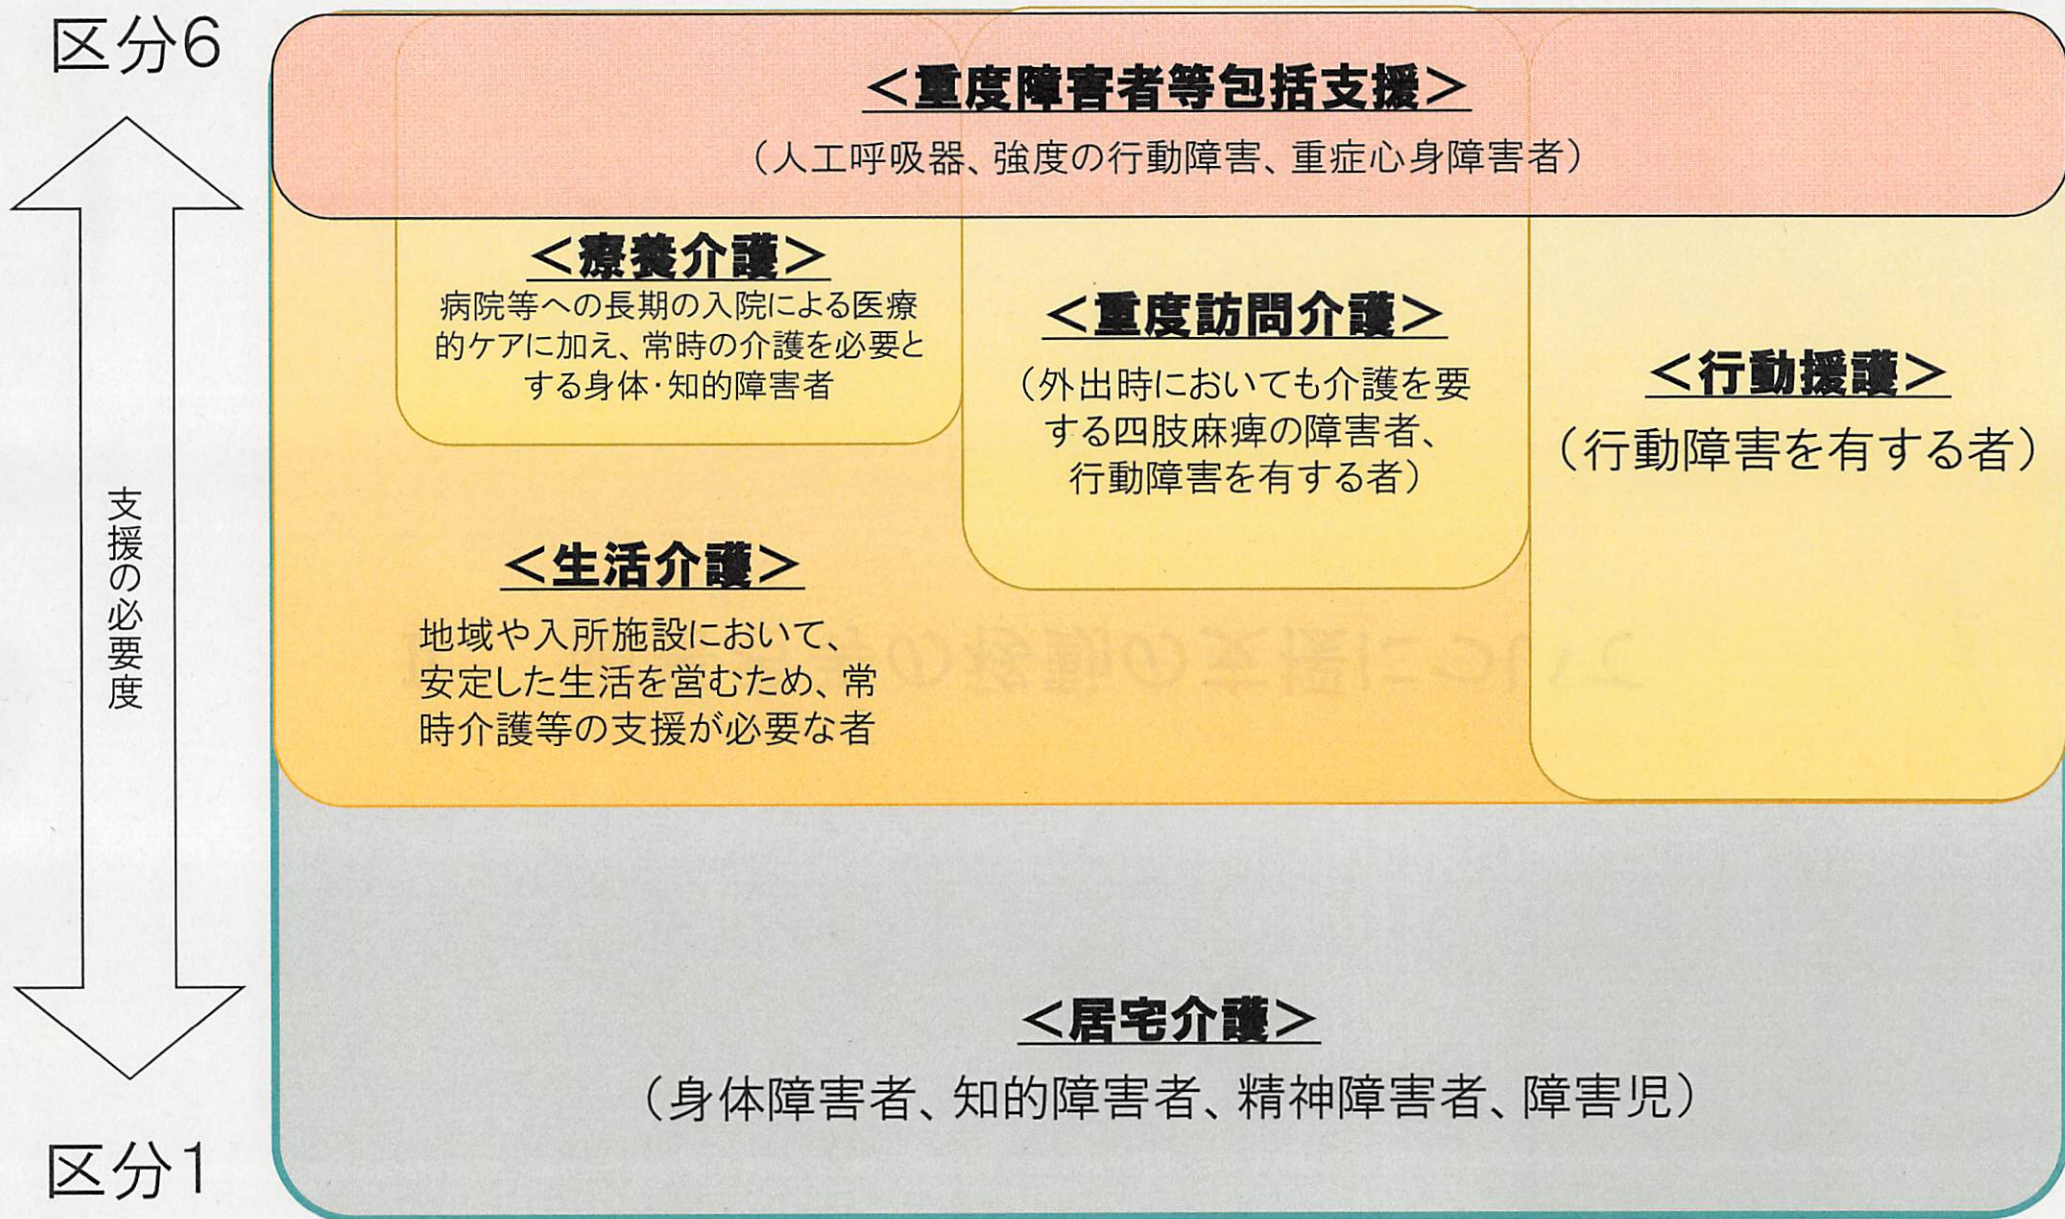 区分6
支援の必要度
区分1
＜重度障害者等包括支援＞
（人工呼吸器、強度の行動障害、重症心身障害者）
＜療養介護＞
病院等への長期の入院による医療
的ケアに加え、常時の介護を必要と
する身体・知的障害者
＜重度訪問介護＞
（外出時においても介護を要
する四肢麻痺の障害者、
行動障害を有する者）
＜行動援護＞
（行動障害を有する者）
＜生活介護＞
地域や入所施設において、
安定した生活を営むため、常
時介護等の支援が必要な者
＜居宅介護＞
（身体障害者、知的障害者、精神障害者、障害児）